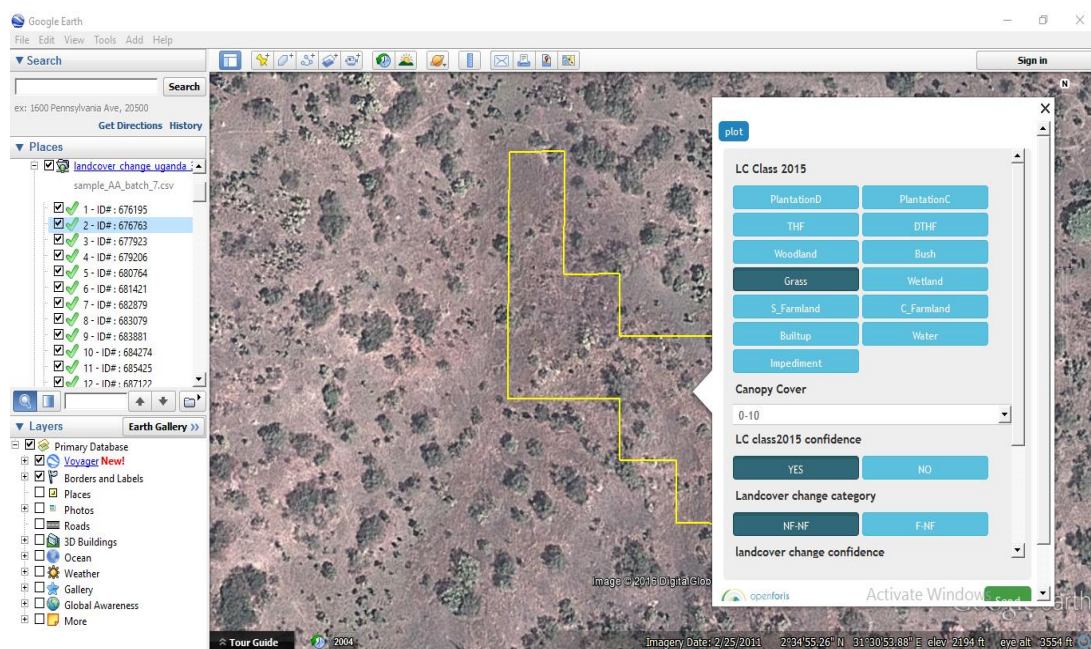 Google Earth
File Edit View Tools Add Help
▼ Search
Search
ex: 1600 Pennsylvania Ave, 20500
Get Directions History
▼ Places
landcover change uganda
sample_AA_batch_7.csv
1 - ID# : 676195
2 - ID# : 676763
3 - ID# : 677923
4 - ID# : 679206
5 - ID# : 680764
6 - ID# : 681421
7 - ID# : 682879
8 - ID# : 683079
9 - ID# : 683881
10 - ID# : 684274
11 - ID# : 685425
12 - ID# : 687122
▼ Layers
Earth Gallery >>
Primary Database
Voyager New!
Borders and Labels
Places
Photos
Roads
3D Buildings
Ocean
Weather
Gallery
Global Awareness
More
Sign in
N
plot
LC Class 2015
PlantationD PlantationC
THF DTHF
Woodland Bush
Grass Wetland
S_Farmland C_Farmland
Builtup Water
Impediment
Canopy Cover
0-10
LC class2015 confidence
YES NO
Landcover change category
NF-NF F-NF
landcover change confidence
openforis
Send
Activate Windows
Image © 2016 DigitalGlob
Google earth
Tour Guide
2004
Imagery Date: 2/25/2011 2°34'55.26" N 31°30'53.88" E elev 2194 ft eye alt 3554 ft